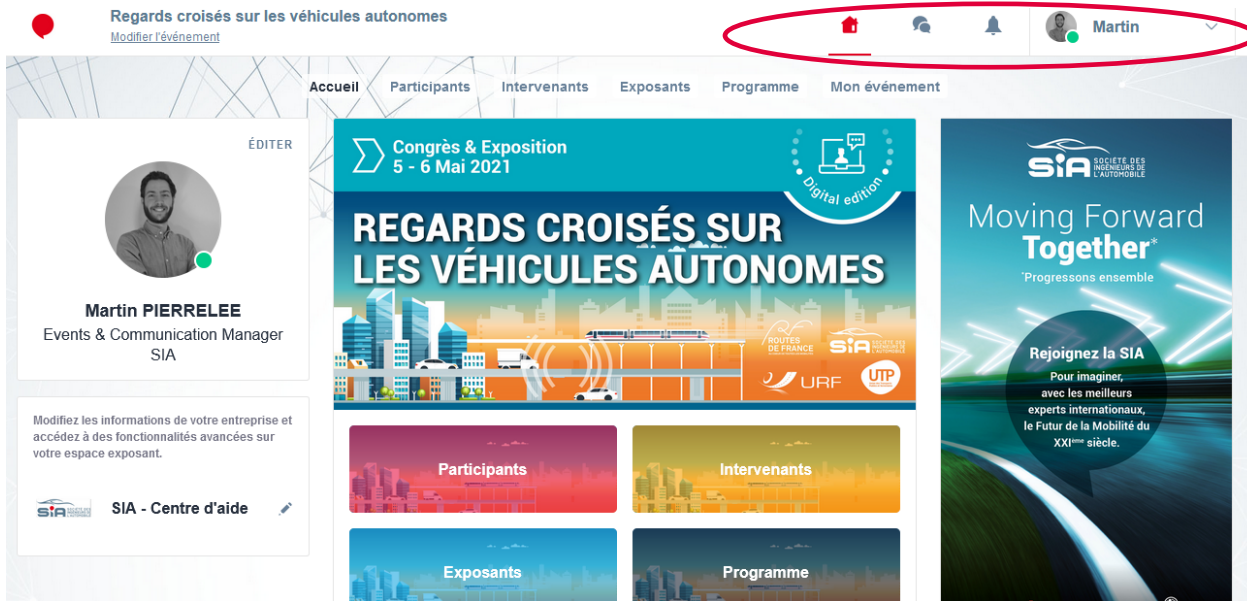 Regards croisés sur les véhicules autonomes
Modifier l'événement
Martin
Accueil Participants Intervenants Exposants Programme Mon événement
ÉDITER
Martin PIERRELEE
Events & Communication Manager
SIA
Modifiez les informations de votre entreprise et
accédez à des fonctionnalités avancées sur
votre espace exposant.
SIA - Centre d'aide
Congrès & Exposition
5 - 6 Mai 2021
Digital edition
REGARDS CROISÉS SUR
LES VÉHICULES AUTONOMES
ROUTES
DE FRANCE
SIA
URF
UTP
Participants
Intervenants
Exposants
Programme
SIA
SOCIÉTÉ DES
INGÉNIEURS DE
L'AUTOMOBILE
Moving Forward
Together*
*Progressons ensemble
Rejoignez la SIA
Pour imaginer,
avec les meilleurs
experts internationaux,
le Futur de la Mobilité du
XXIème siècle.